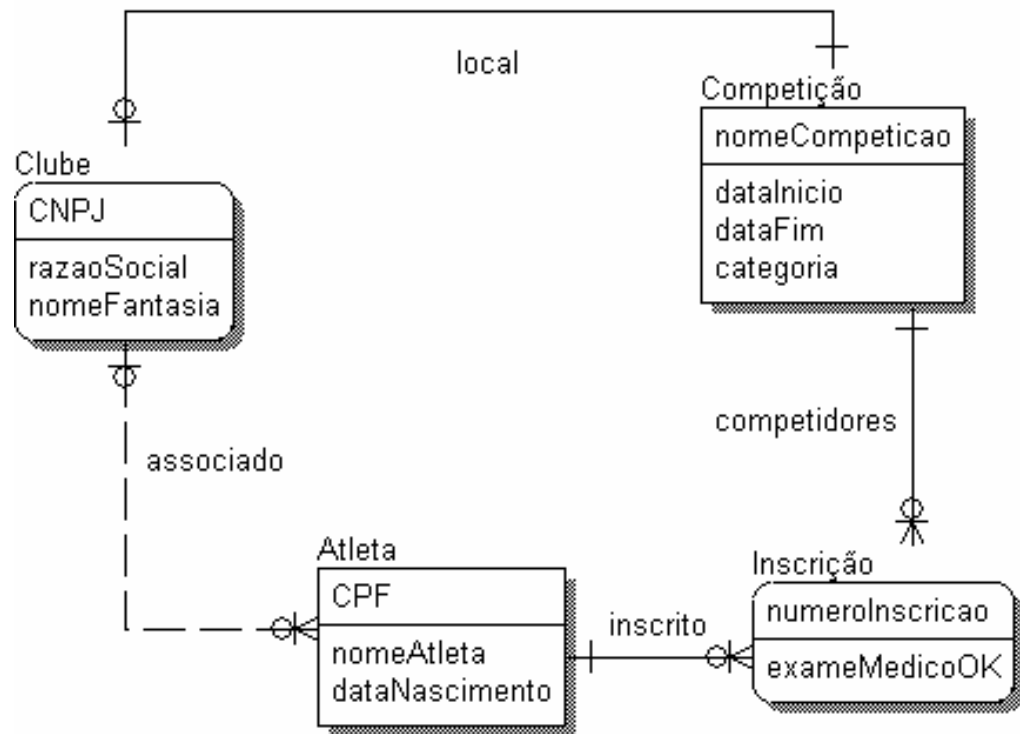 local
Competição
nomeCompeticao
dataInicio
dataFim
categoria
Clube
CNPJ
razaoSocial
nomeFantasia
competidores
associado
Atleta
CPF
nomeAtleta
dataNascimento
inscrito
Inscrição
numeroInscricao
exameMedicoOK